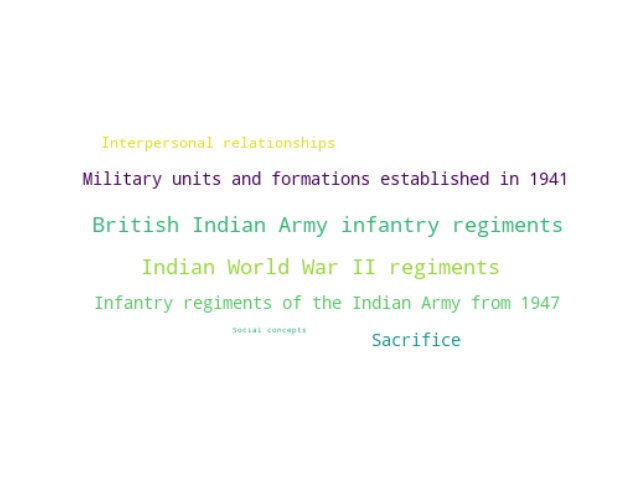 Interpersonal relationships
Military units and formations established in 1941
British Indian Army infantry regiments
Indian World War II regiments
Infantry regiments of the Indian Army from 1947
Social concepts
Sacrifice